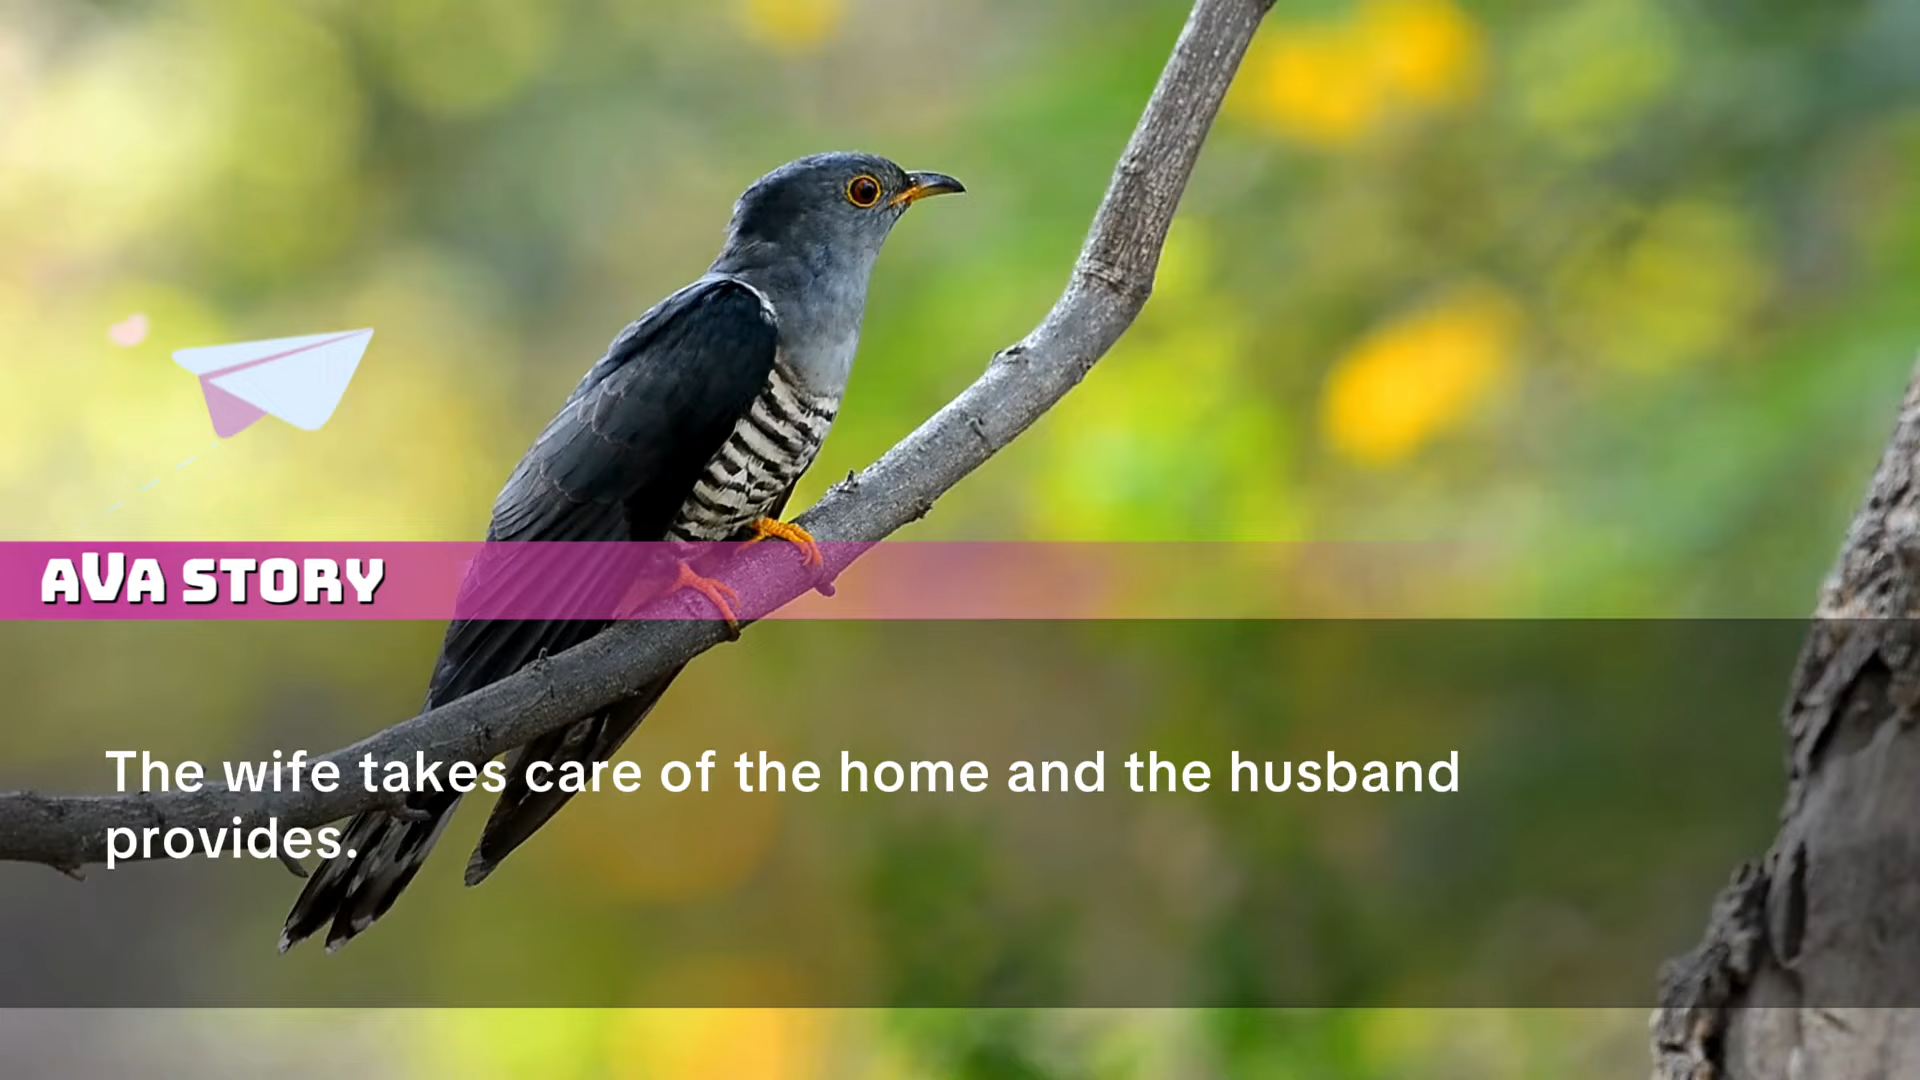 AVA STORY
The wife takes care of the home and the husband
provides.